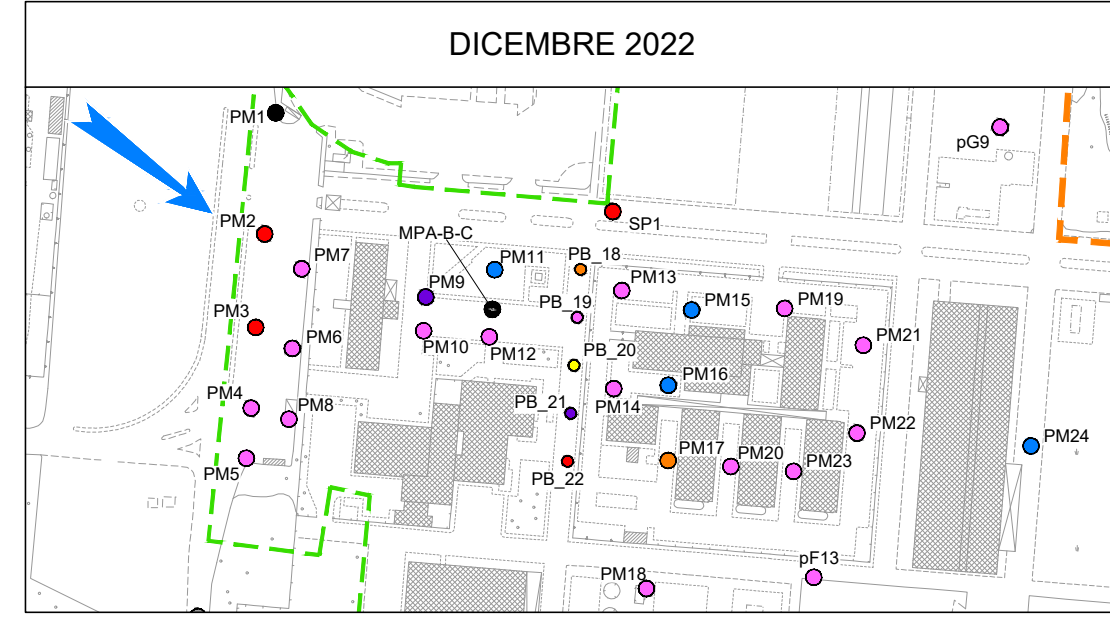 DICEMBRE 2022
PM1
pG9
PM2
SP1
MPA-B-C
PM7
PM11
PB_18
PM13
PM9
PB_19
PM15
PM19
PM3
PM6
PM10
PM12
PB_20
PM21
PM16
PM4
PM8
PB_21
PM14
PM22
PM24
PM5
PB_22
PM17
PM20
PM23
pF13
PM18